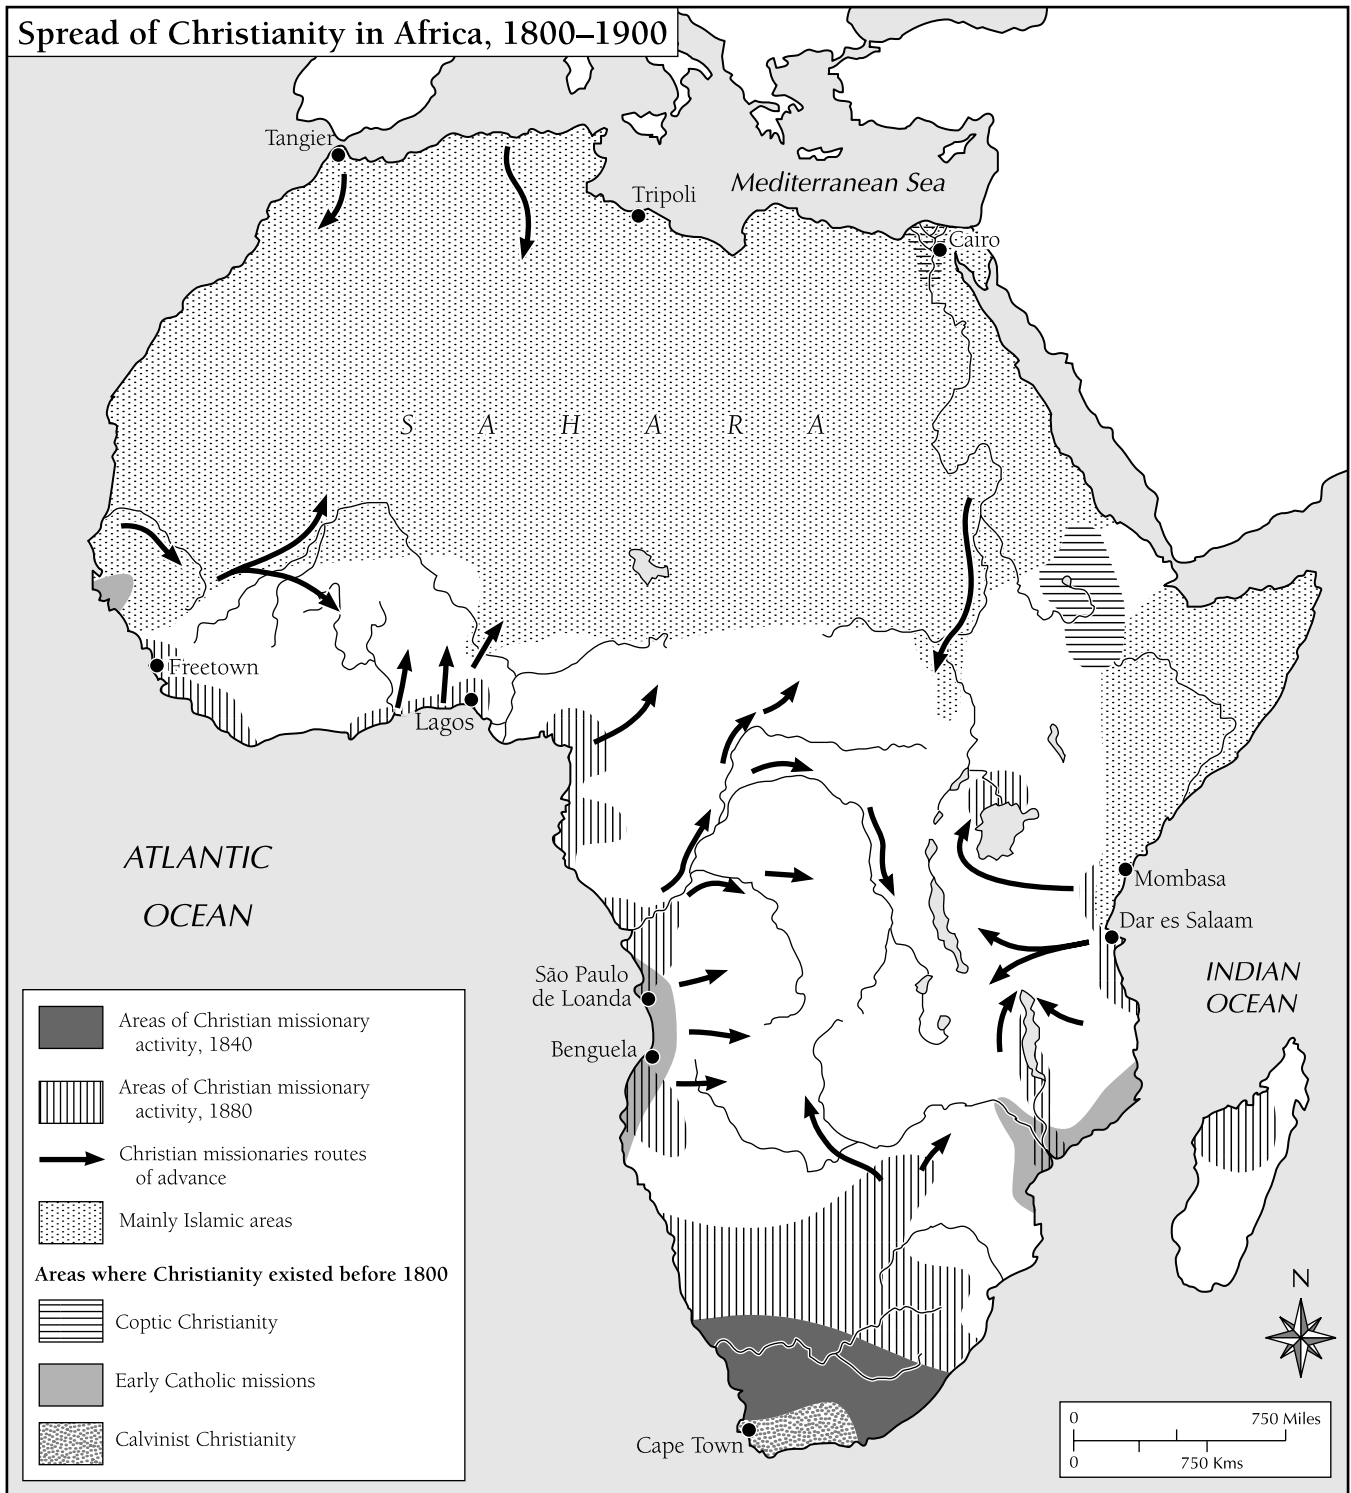 Spread of Christianity in Africa, 1800–1900
Tangier
Tripoli
Mediterranean Sea
Cairo
S A H A R A
Freetown
Lagos
ATLANTIC
OCEAN
Mombasa
Dar es Salaam
INDIAN
OCEAN
São Paulo
de Loanda
Benguela
Cape Town
Areas of Christian missionary
activity, 1840
Areas of Christian missionary
activity, 1880
Christian missionaries routes
of advance
Mainly Islamic areas
Areas where Christianity existed before 1800
Coptic Christianity
Early Catholic missions
Calvinist Christianity
N
0 750 Miles
0 750 Kms